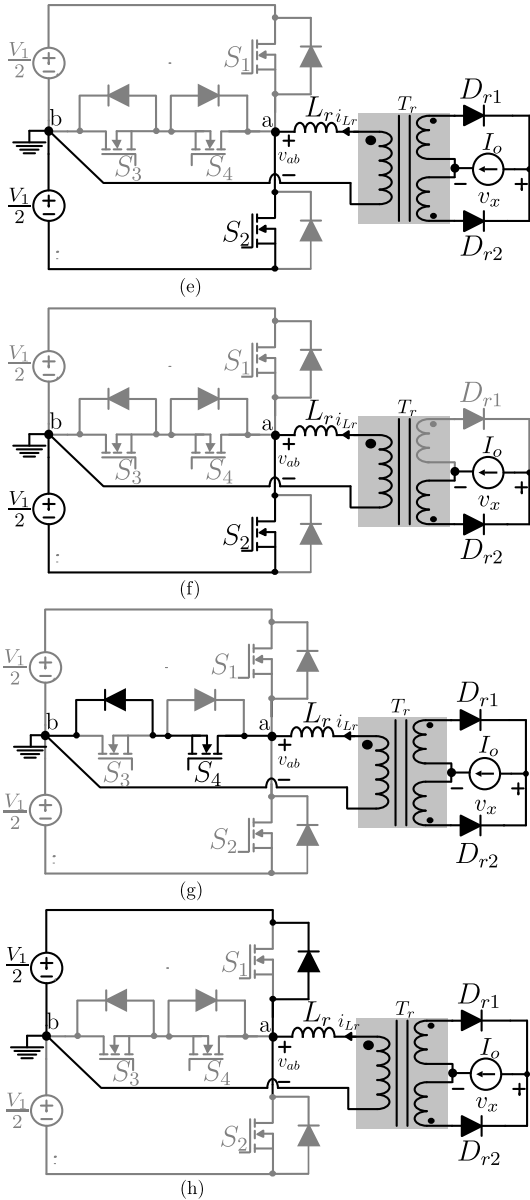 V1/2
S1
Dr1
b
S3
S4
a
Lr
iLr
Tr
+
vab
−
Io
−
vx
+
V1/2
S2
Dr2
(e)
V1/2
S1
Dr1
b
S3
S4
a
Lr
iLr
Tr
+
vab
−
Io
−
vx
+
V1/2
S2
Dr2
(f)
V1/2
S1
Dr1
b
S3
S4
a
Lr
iLr
Tr
+
vab
−
Io
−
vx
+
V1/2
S2
Dr2
(g)
V1/2
S1
Dr1
b
S3
S4
a
Lr
iLr
Tr
+
vab
−
Io
−
vx
+
V1/2
S2
Dr2
(h)